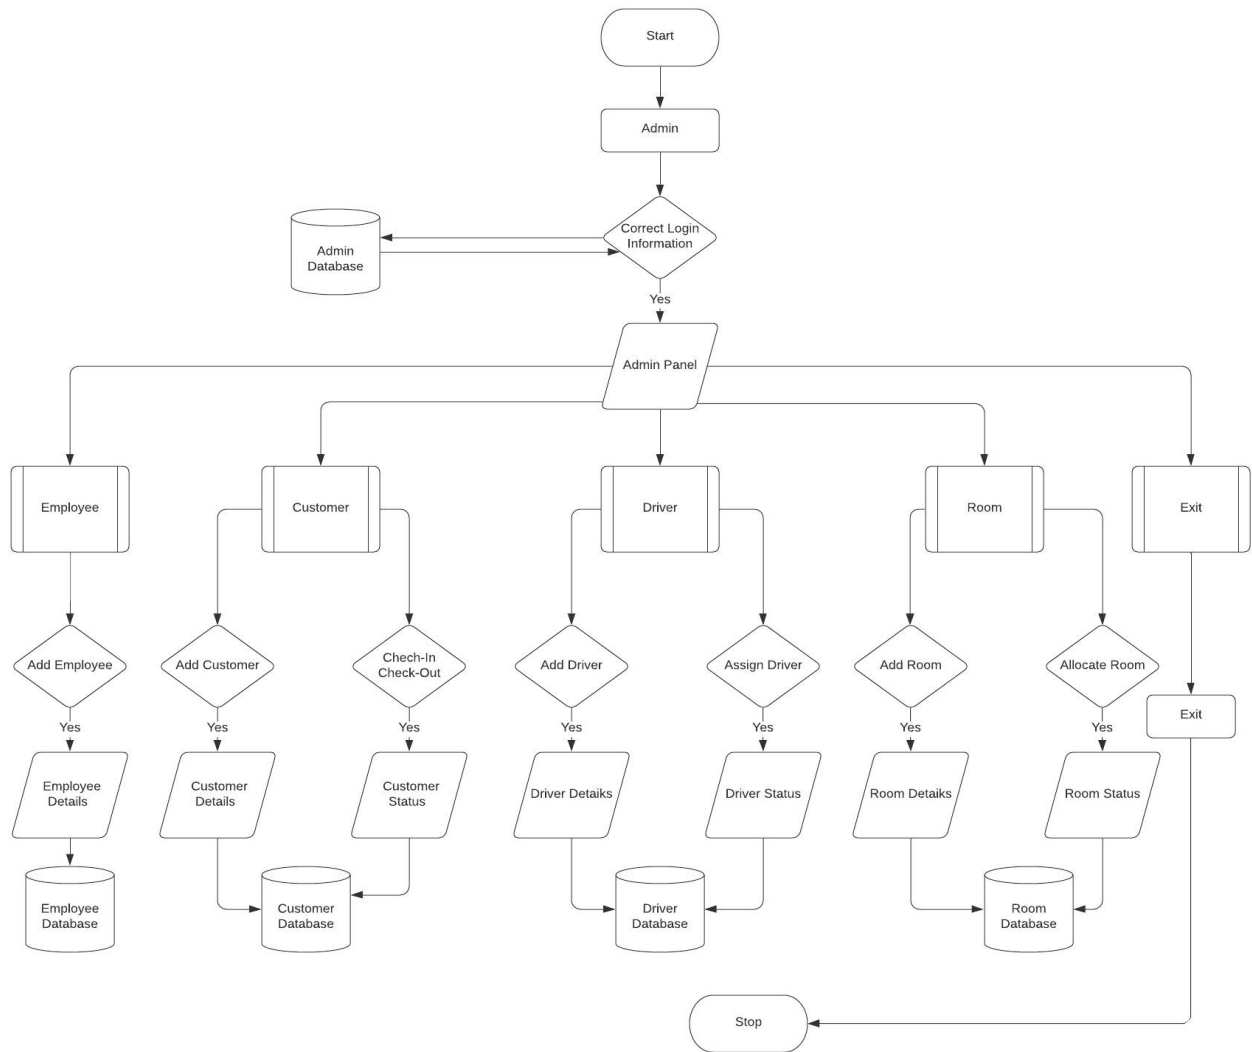 Start
Admin
Correct Login
Information
Admin
Database
Yes
Admin Panel
Employee
Customer
Driver
Room
Exit
Add Employee
Add Customer
Chech-In
Check-Out
Add Driver
Assign Driver
Add Room
Allocate Room
Exit
Yes
Yes
Yes
Yes
Yes
Yes
Yes
Employee
Details
Customer
Details
Customer
Status
Driver Detaiks
Driver Status
Room Detaiks
Room Status
Employee
Database
Customer
Database
Driver
Database
Room
Database
Stop